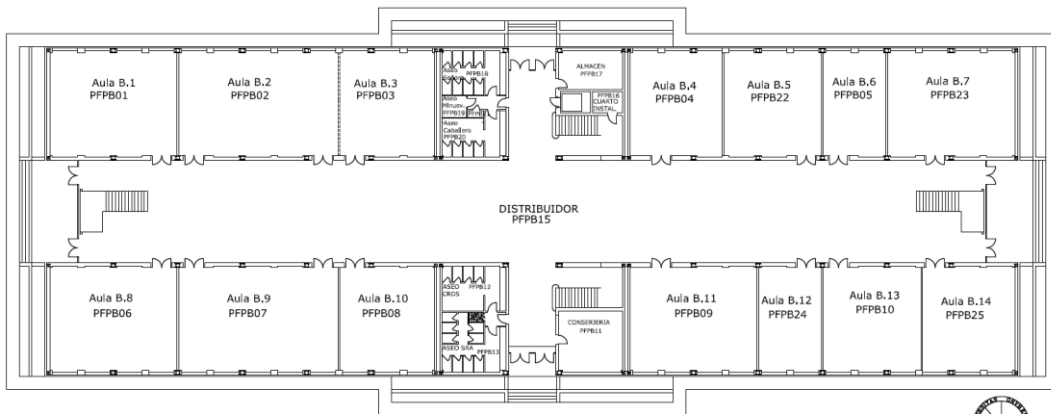 Aula B.1
PFPB01
Aula B.2
PFPB02
Aula B.3
PFPB03
Aseo
PFPB18
Aseo
Minusv.
PFPB19
Aseo
Caballero
PFPB20
ALMACEN
PFPB17
PFPB16
CUARTO
INSTAL.
Aula B.4
PFPB04
Aula B.5
PFPB22
Aula B.6
PFPB05
Aula B.7
PFPB23
DISTRIBUIDOR
PFPB15
Aula B.8
PFPB06
Aula B.9
PFPB07
Aula B.10
PFPB08
ASEO
CROS
PFPB12
ASEO SRA
PFPB13
CONSERJERIA
PFPB11
Aula B.11
PFPB09
Aula B.12
PFPB24
Aula B.13
PFPB10
Aula B.14
PFPB25